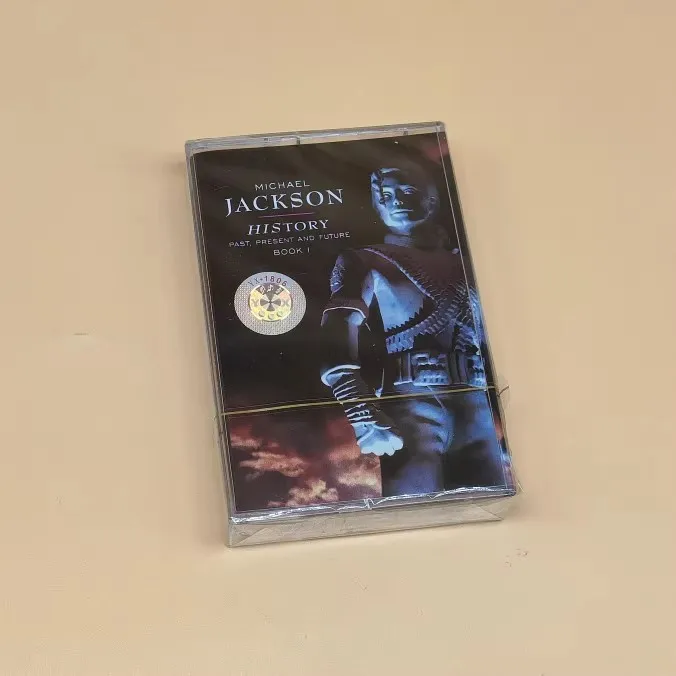 MICHAEL
JACKSON
HISTORY
PAST, PRESENT AND FUTURE
BOOK I